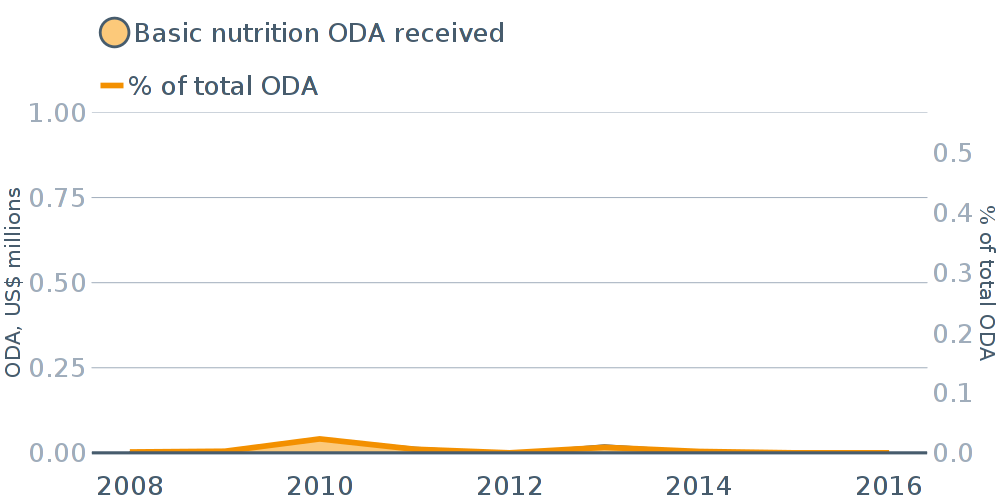 Basic nutrition ODA received
% of total ODA
1.00
0.75
0.50
0.25
0.00
ODA, US$ millions
0.5
0.4
0.3
0.2
0.1
0.0
% of total ODA
2008 2010 2012 2014 2016